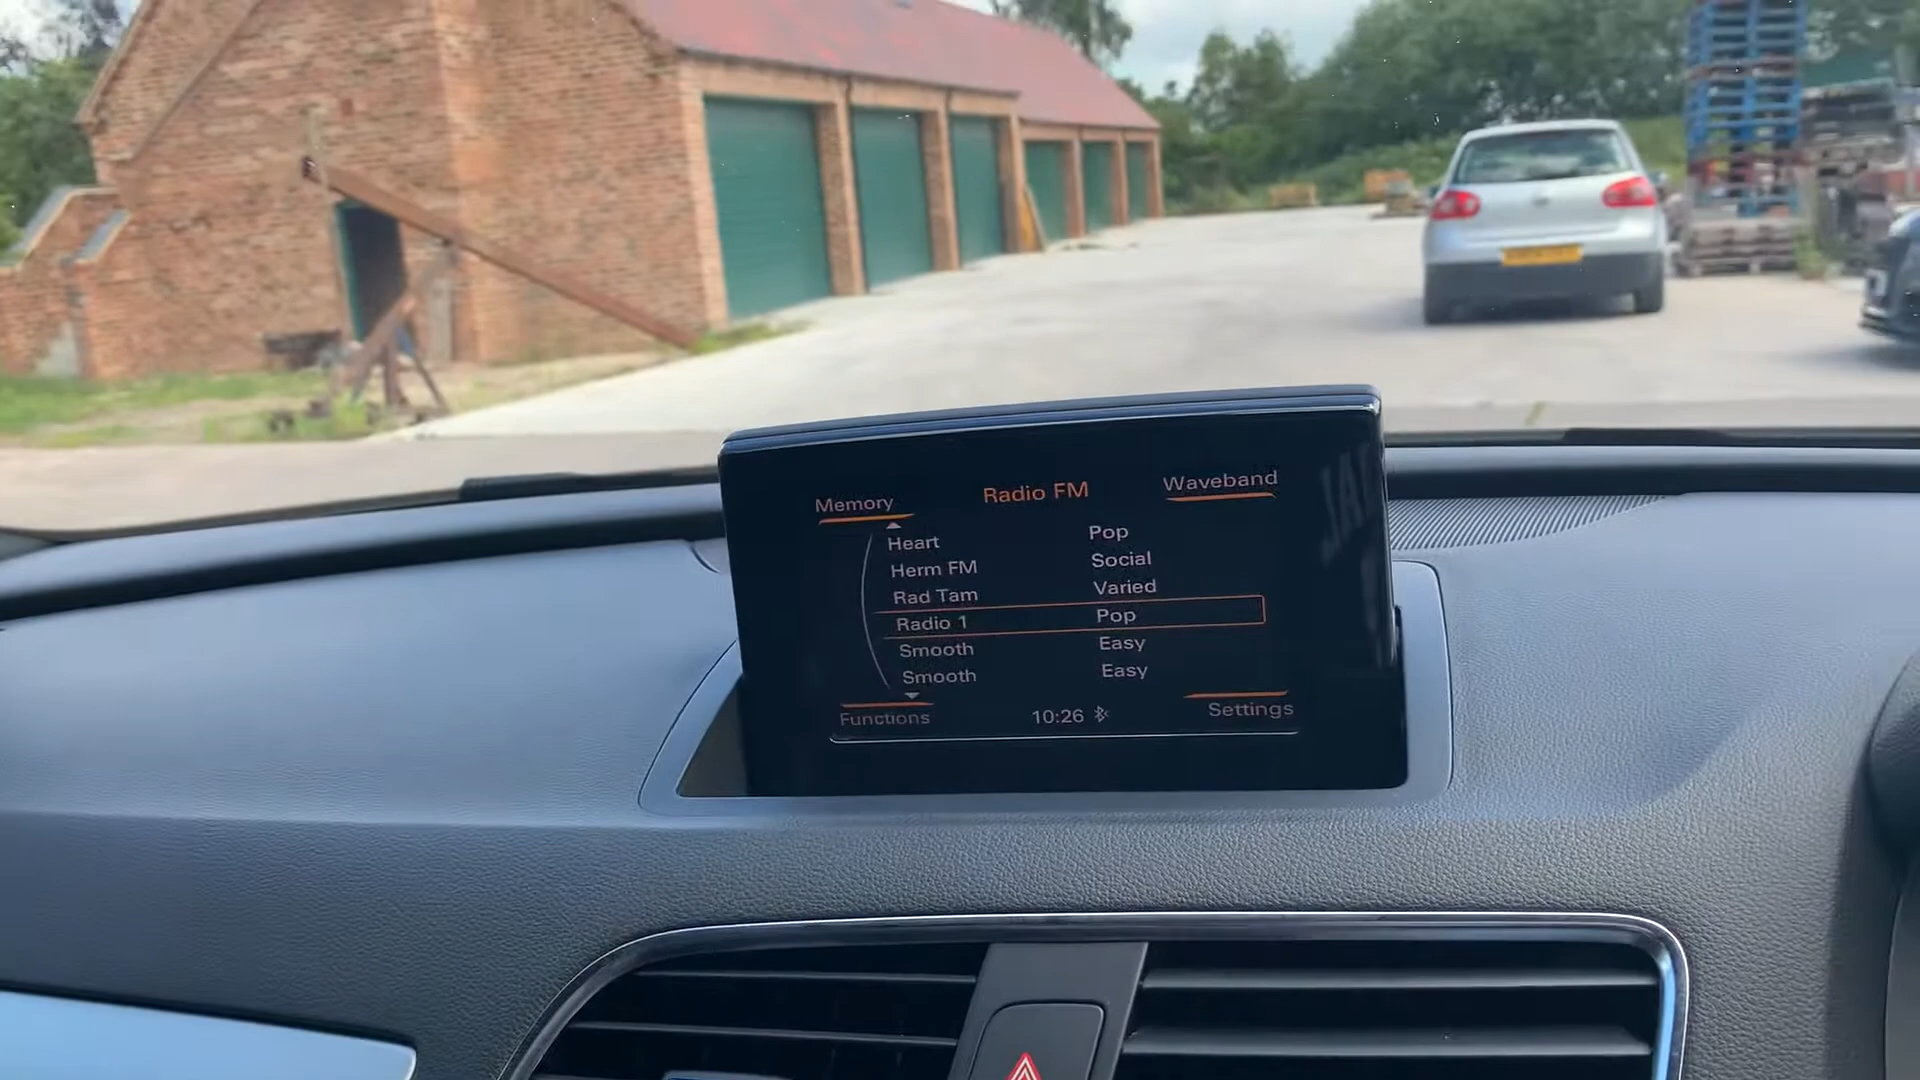 Memory Radio FM Waveband
Heart Pop
Herm FM Social
Rad Tam Varied
Radio 1 Pop
Smooth Easy
Smooth Easy
Functions 10:26 Settings